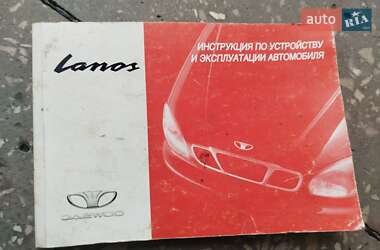 auto RIA
Lanos
ИНСТРУКЦИЯ ПО УСТРОЙСТВУ
И ЭКСПЛУАТАЦИИ АВТОМОБИЛЯ
DAEWOO